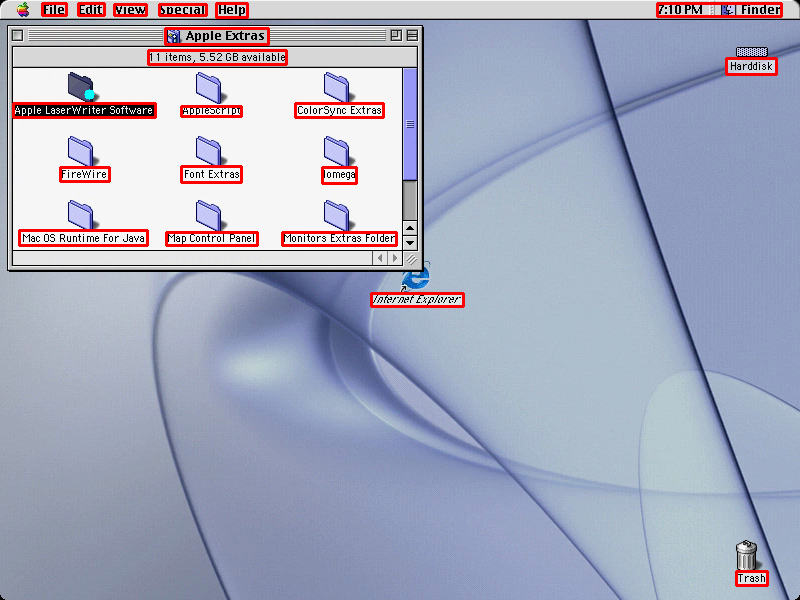 File Edit View Special Help 7:10 PM Finder
Apple Extras
11 items, 5.52 GB available
Harddisk
Apple LaserWriter Software AppleScript ColorSync Extras
FireWire Font Extras Iomega
Mac OS Runtime For Java Map Control Panel Monitors Extras Folder
Internet Explorer
Trash